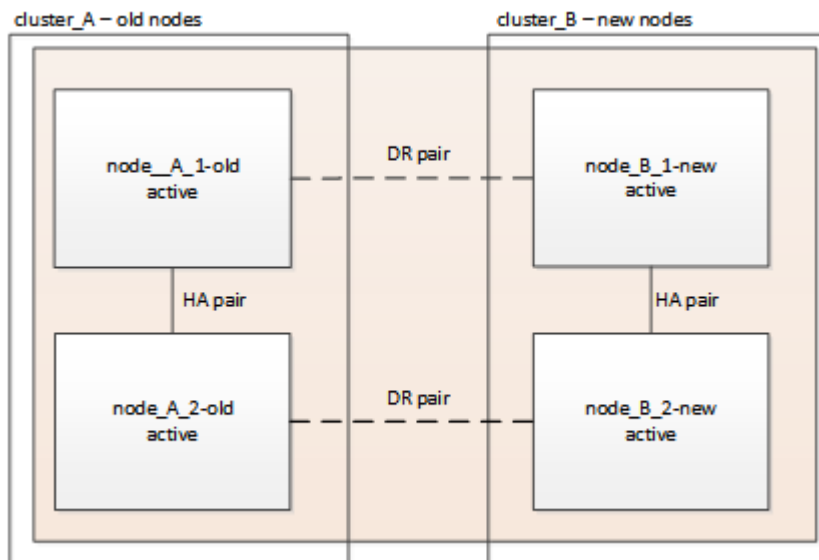 cluster_A – old nodes
cluster_B – new nodes
node__A_1-old
active
DR pair
node_B_1-new
active
HA pair
HA pair
node_A_2-old
active
DR pair
node_B_2-new
active